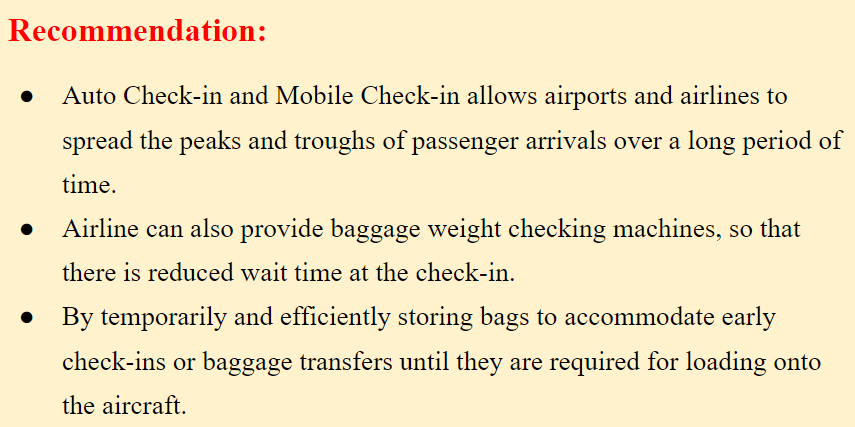 Recommendation:
● Auto Check-in and Mobile Check-in allows airports and airlines to
spread the peaks and troughs of passenger arrivals over a long period of
time.
● Airline can also provide baggage weight checking machines, so that
there is reduced wait time at the check-in.
● By temporarily and efficiently storing bags to accommodate early
check-ins or baggage transfers until they are required for loading onto
the aircraft.